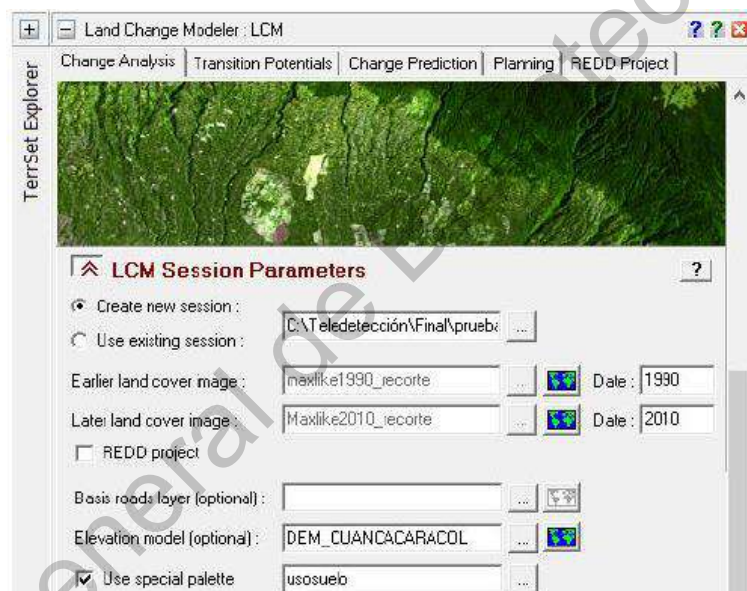 Land Change Modeler : LCM
? ?
TerrSet Explorer
Change Analysis Transition Potentials Change Prediction Planning REDD Project
LCM Session Parameters ?
Create new session :
C:\Teledetección\Final\prueba ...
Use existing session :
Earlier land cover image : maxlike1990_recorte ... Date : 1990
Later land cover image : Maxlike2010_recorte ... Date : 2010
REDD project
Basis roads layer (optional) : ...
Elevation model (optional) : DEM_CUANCACARACOL ...
Use special palette usosuelo ...
neral de